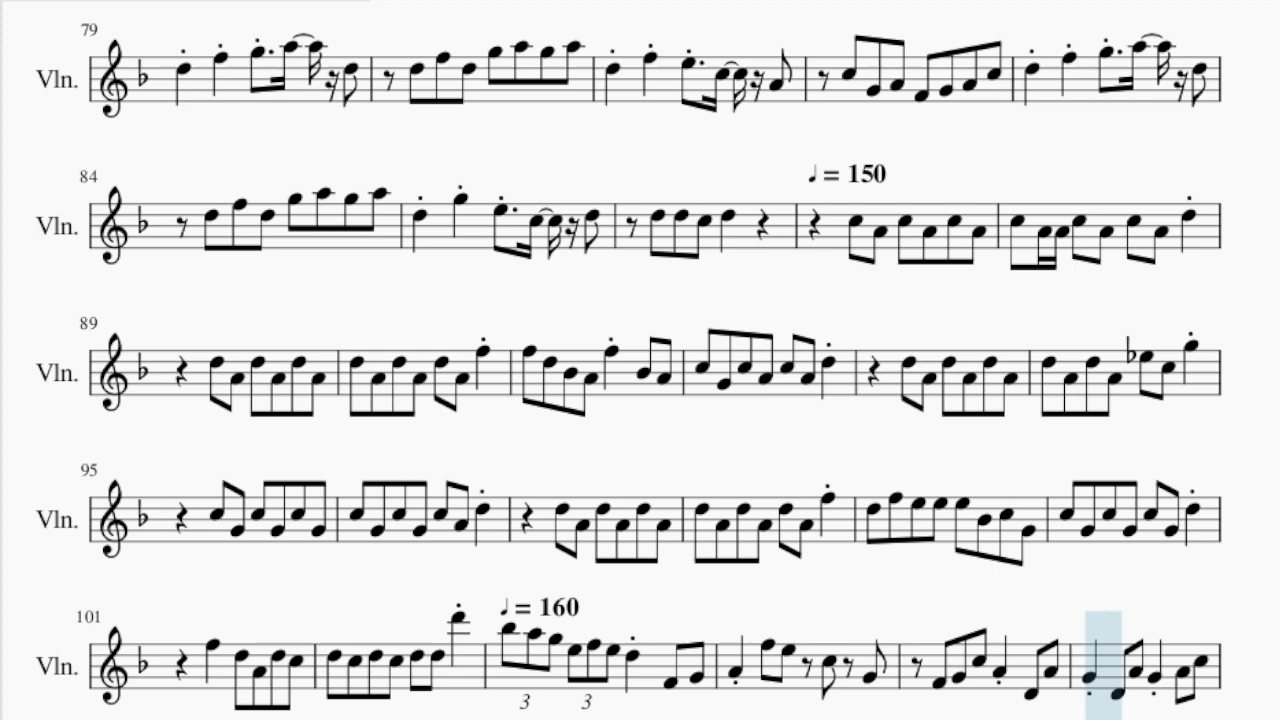 79
Vln.
♩ = 150
84
Vln.
89
Vln.
95
Vln.
♩ = 160
101
Vln.
3 3